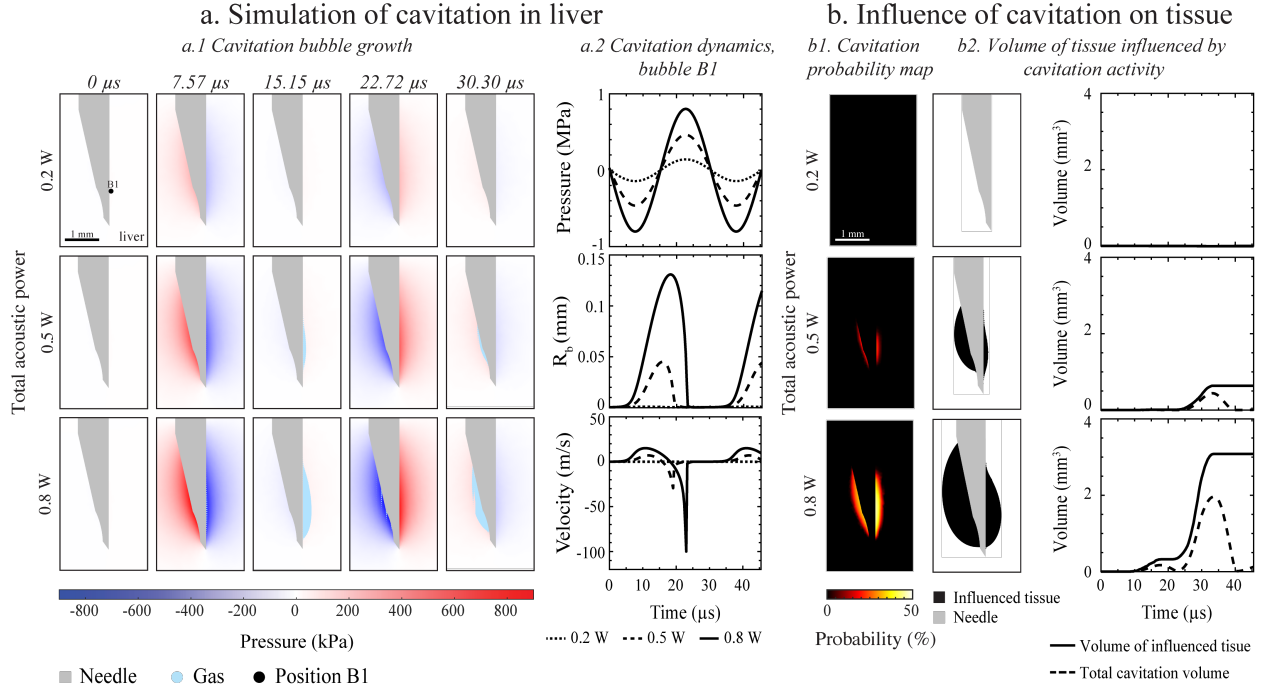 a. Simulation of cavitation in liver
b. Influence of cavitation on tissue
a.1 Cavitation bubble growth
a.2 Cavitation dynamics,
bubble B1
b1. Cavitation
probability map
b2. Volume of tissue influenced by
cavitation activity
0 µs
7.57 µs
15.15 µs
22.72 µs
30.30 µs
Total acoustic power
0.2 W
0.5 W
0.8 W
B1
1 mm
liver
Pressure (MPa)
1
0
-1
R_b (mm)
0.15
0.1
0.05
0
Velocity (m/s)
50
0
-50
-100
0 20 30 40
Time (µs)
0.2 W 0.5 W 0.8 W
Total acoustic power
0.2 W
0.5 W
0.8 W
1 mm
Volume (mm³)
4
2
0
Volume (mm³)
4
2
0
Volume (mm³)
4
2
0
0 10 20 30 40
Time (µs)
-800 -600 -400 -200 0 200 400 600 800
Pressure (kPa)
Needle Gas Position B1
0 50
Probability (%)
Influenced tissue
Needle
Volume of influenced tisue
Total cavitation volume